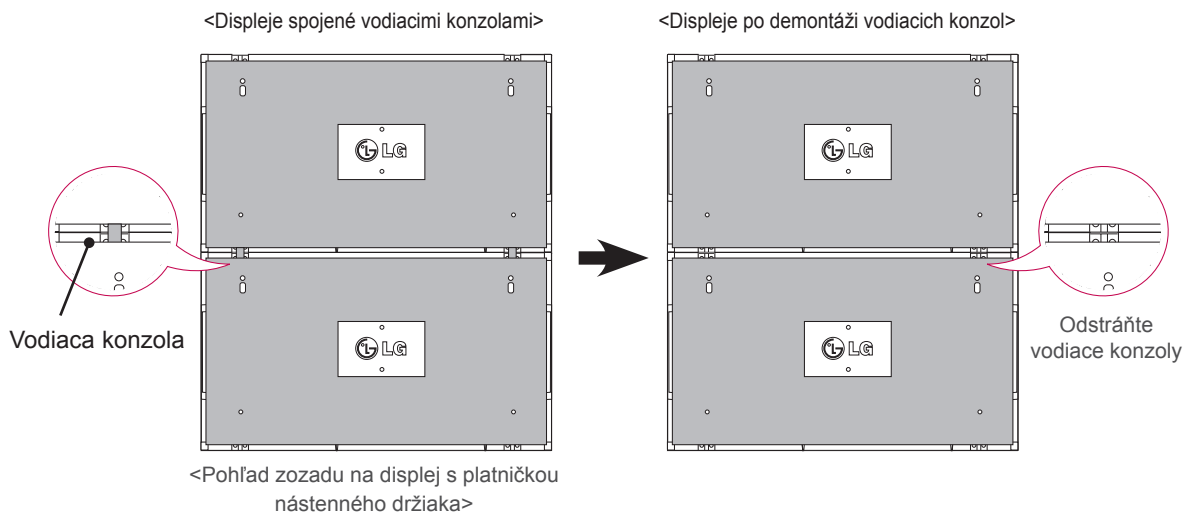 <Displeje spojené vodiacimi konzolami>
<Displeje po demontáži vodiacich konzol>
LG
LG
LG
LG
Vodiaca konzola
Odstráňte
vodiace konzoly
<Pohľad zozadu na displej s platničkou
nástenného držiaka>